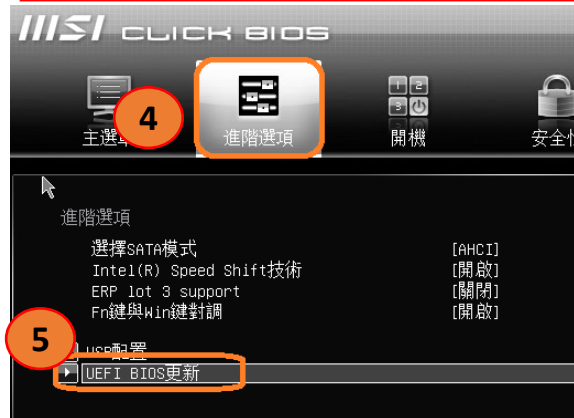 msi CLICK BIOS
4
主選單 進階選項 開機 安全性
進階選項
選擇SATA模式 [AHCI]
Intel(R) Speed Shift技術 [開啟]
ERP lot 3 support [關閉]
Fn鍵與Win鍵對調 [開啟]
5
USB配置
UEFI BIOS更新